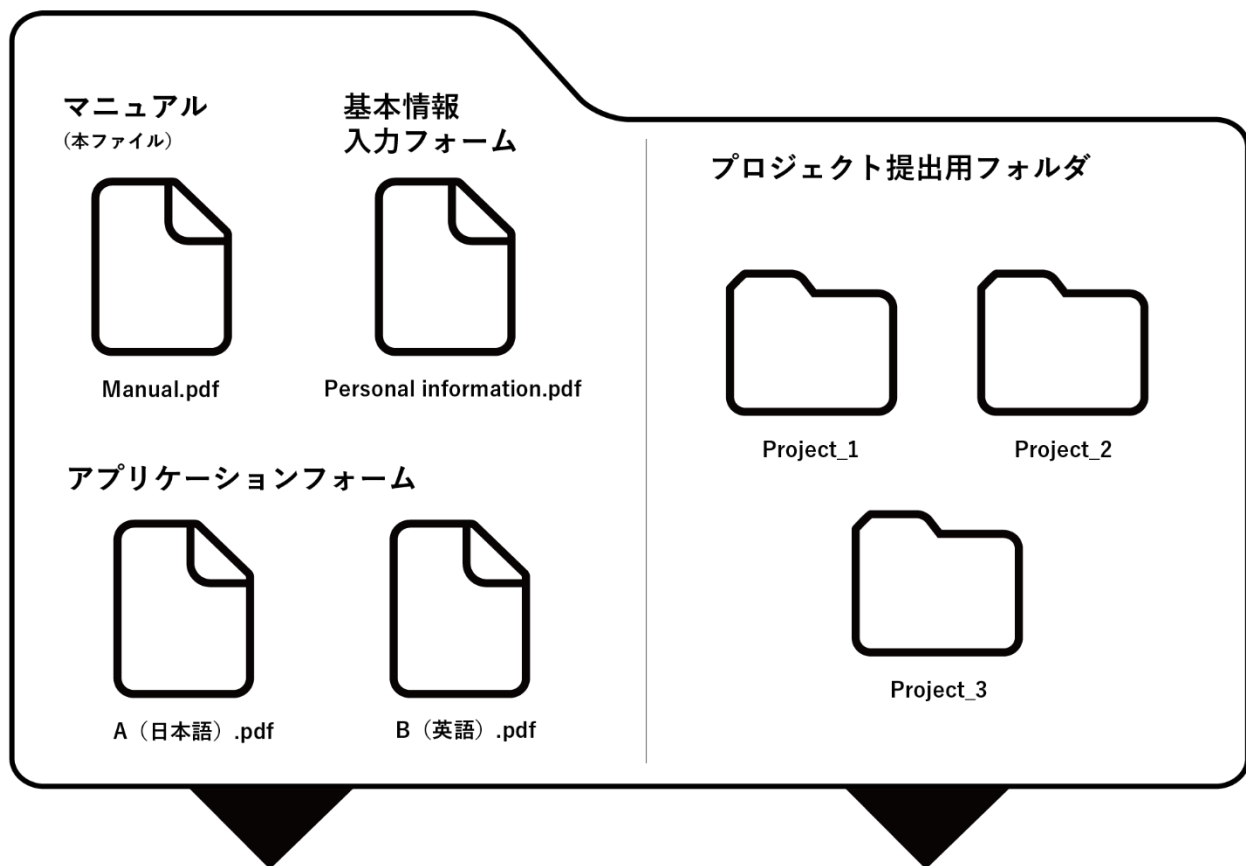 マニュアル
(本ファイル)
Manual.pdf
基本情報
入力フォーム
Personal information.pdf
アプリケーションフォーム
A（日本語）.pdf
B（英語）.pdf
プロジェクト提出用フォルダ
Project_1
Project_2
Project_3